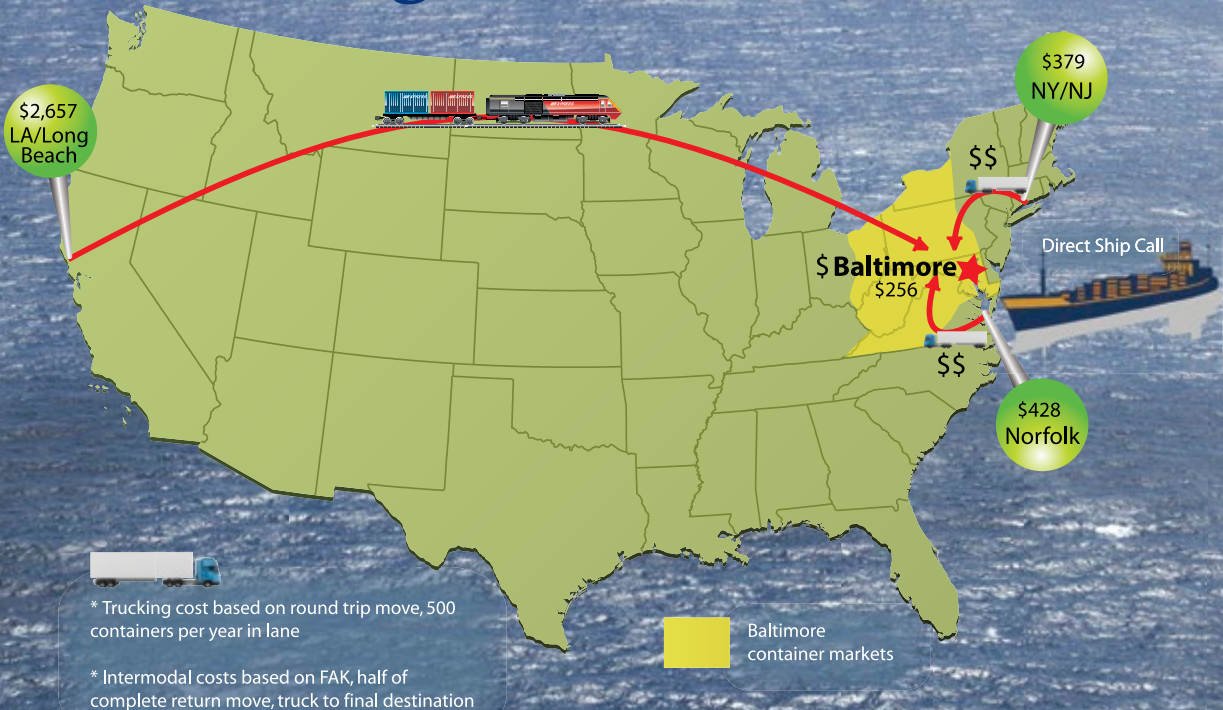 $2,657
LA/Long
Beach
$379
NY/NJ
$$
Direct Ship Call
$ Baltimore
$256
$$
$428
Norfolk
* Trucking cost based on round trip move, 500
containers per year in lane
* Intermodal costs based on FAK, half of
complete return move, truck to final destination
Baltimore
container markets